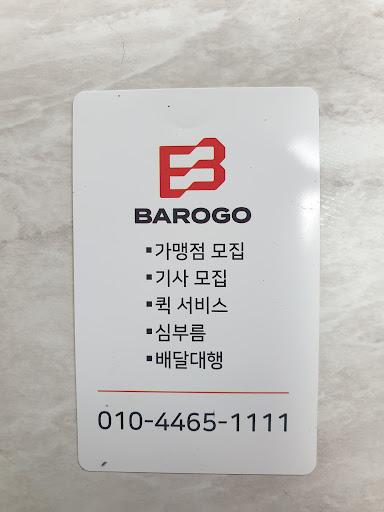 BAROGO
▪가맹점 모집
▪기사 모집
▪퀵 서비스
▪심부름
▪배달대행
010-4465-1111